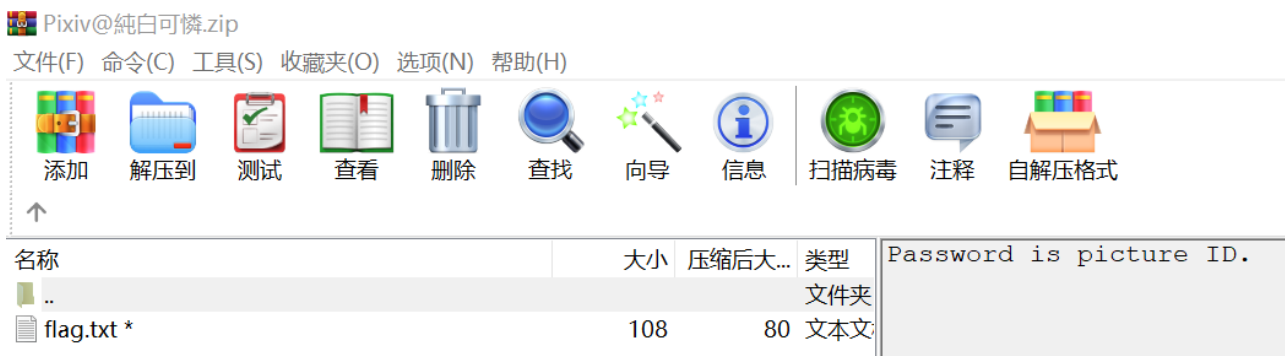 Pixiv@純白可憐.zip
文件(F) 命令(C) 工具(S) 收藏夹(O) 选项(N) 帮助(H)
添加 解压到 测试 查看 删除 查找 向导 信息 扫描病毒 注释 自解压格式
名称 大小 压缩后大... 类型
Password is picture ID.
.. 文件夹
flag.txt * 108 80 文本文